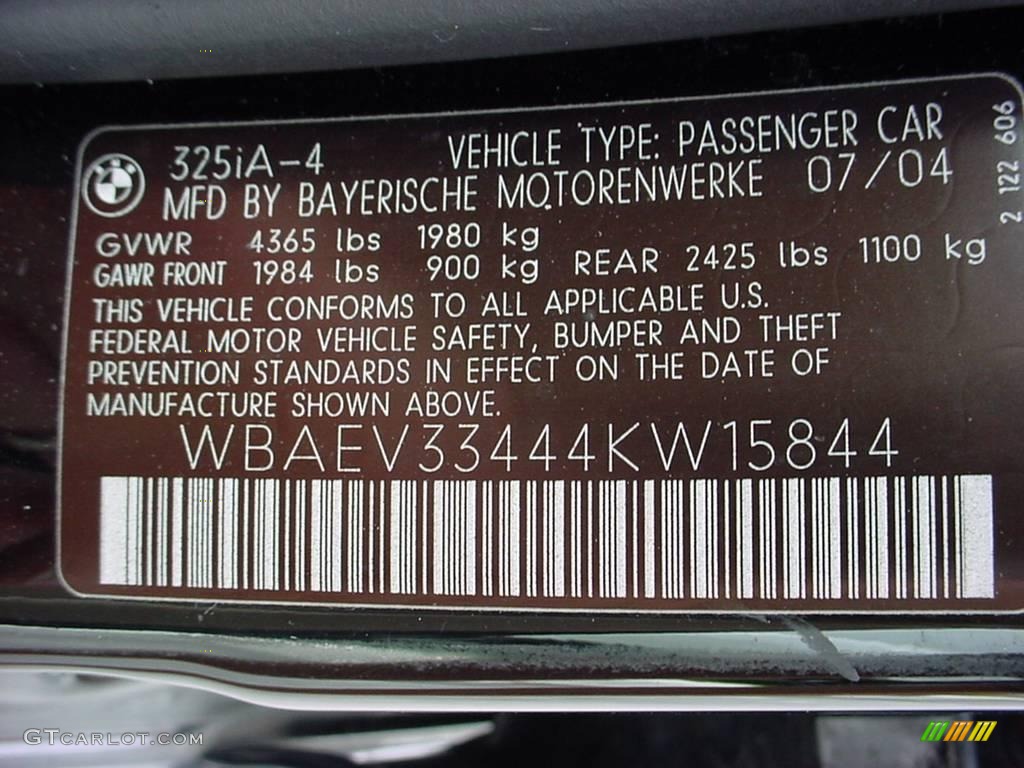 325iA-4 VEHICLE TYPE: PASSENGER CAR
MFD BY BAYERISCHE MOTORENWERKE 07/04
GVWR 4365 lbs 1980 kg
GAWR FRONT 1984 lbs 900 kg REAR 2425 lbs 1100 kg
THIS VEHICLE CONFORMS TO ALL APPLICABLE U.S.
FEDERAL MOTOR VEHICLE SAFETY, BUMPER AND THEFT
PREVENTION STANDARDS IN EFFECT ON THE DATE OF
MANUFACTURE SHOWN ABOVE.
WBAEV33444KW15844
2 122 606
GTCARLOT.COM